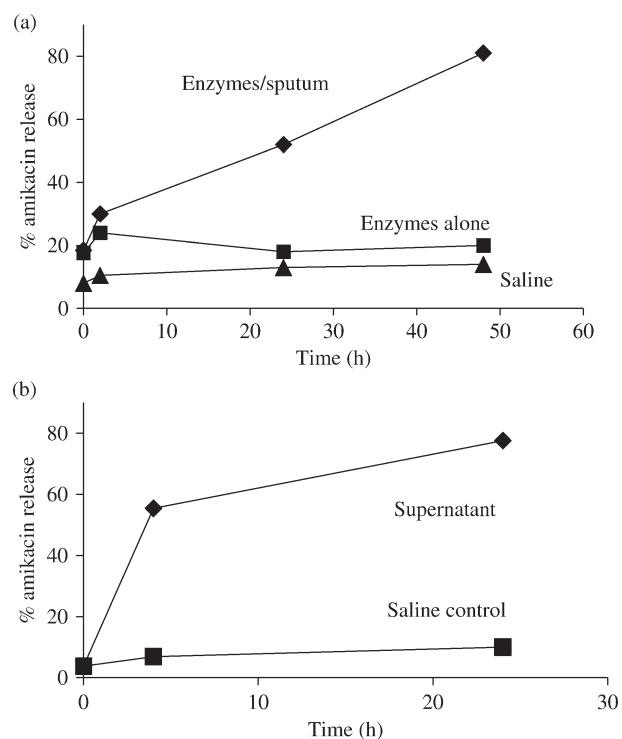 (a)
80
60
40
20
0
% amikacin release
Enzymes/sputum
Enzymes alone
Saline
0 10 20 30 40 50 60
Time (h)
(b)
80
60
40
20
0
% amikacin release
Supernatant
Saline control
0 10 20 30
Time (h)